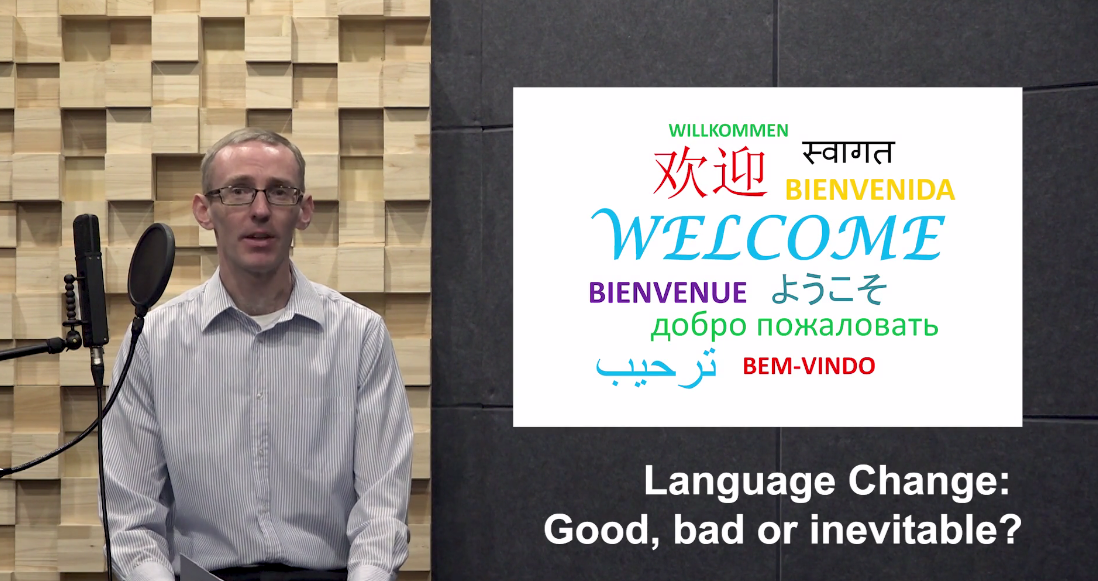 WILLKOMMEN
欢迎
स्वागत
BIENVENIDA
WELCOME
BIENVENUE
ようこそ
добро пожаловать
ترحيب
BEM-VINDO
Language Change:
Good, bad or inevitable?